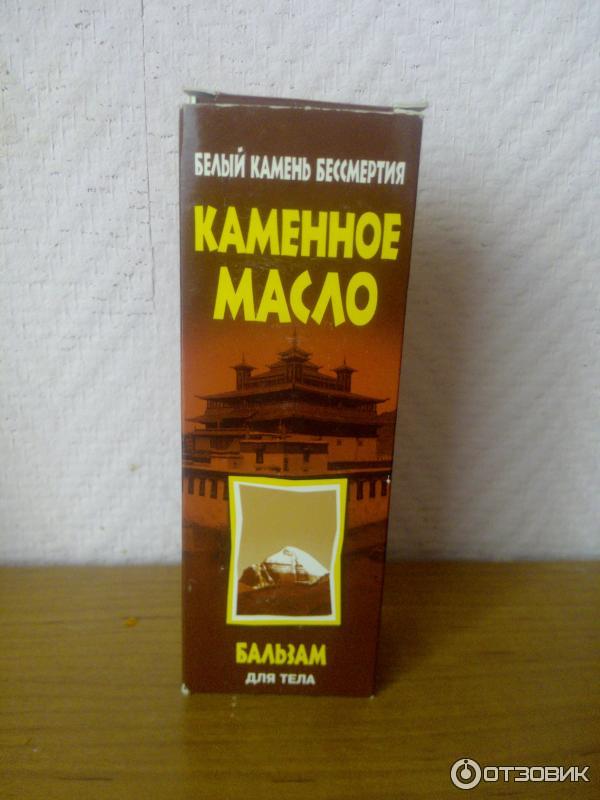 БЕЛЫЙ КАМЕНЬ БЕССМЕРТИЯ
КАМЕННОЕ
МАСЛО
БАЛЬЗАМ
ДЛЯ ТЕЛА
ОТЗОВИК